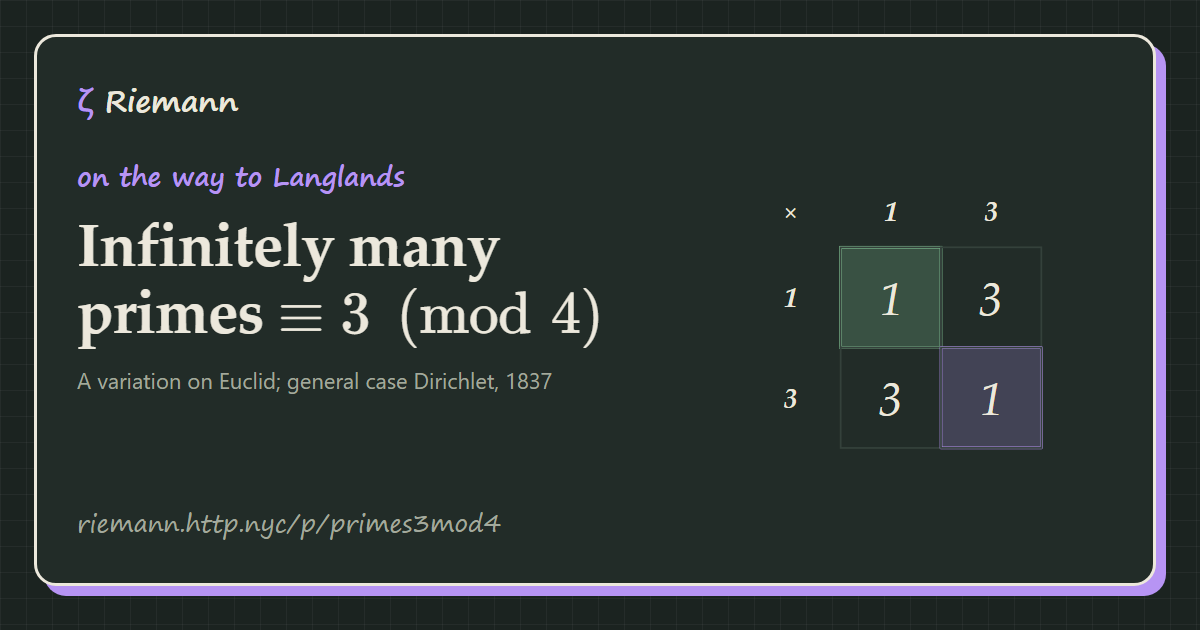 ζ Riemann
on the way to Langlands
Infinitely many
primes ≡ 3 (mod 4)
A variation on Euclid; general case Dirichlet, 1837
× 1 3
1 1 3
3 3 1
riemann.http.nyc/p/primes3mod4